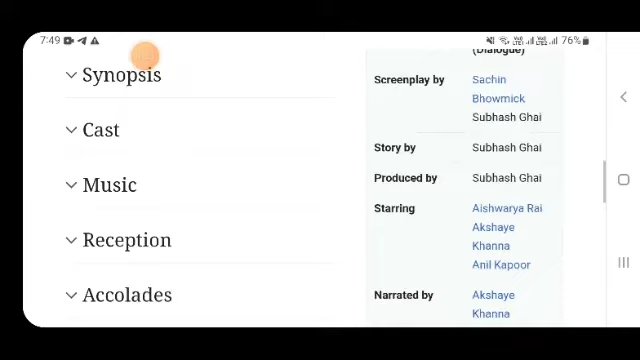 7:49 76%
Synopsis
Cast
Music
Reception
Accolades
(Dialogue)
Screenplay by Sachin
Bhowmick
Subhash Ghai
Story by Subhash Ghai
Produced by Subhash Ghai
Starring Aishwarya Rai
Akshaye
Khanna
Anil Kapoor
Narrated by Akshaye
Khanna